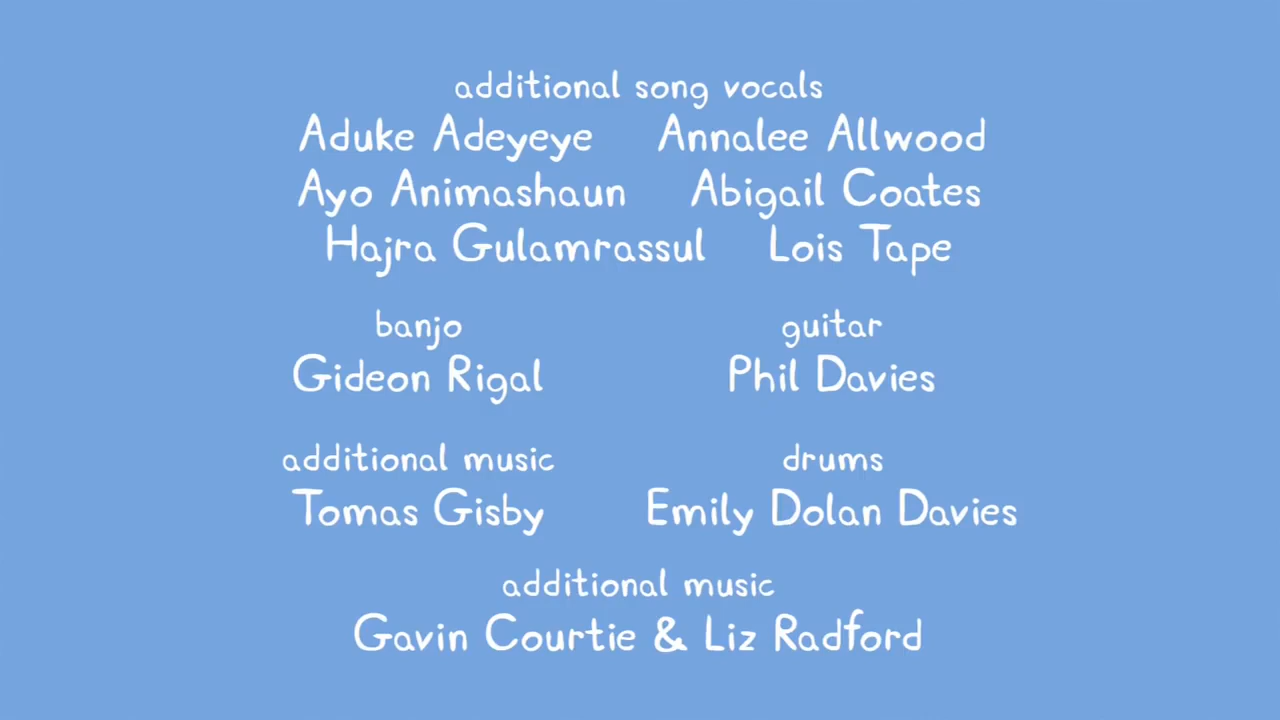 additional song vocals
Aduke Adeyeye Annalee Allwood
Ayo Animashaun Abigail Coates
Hajra Gulamrassul Lois Tape
banjo guitar
Gideon Rigal Phil Davies
additional music drums
Tomas Gisby Emily Dolan Davies
additional music
Gavin Courtie & Liz Radford